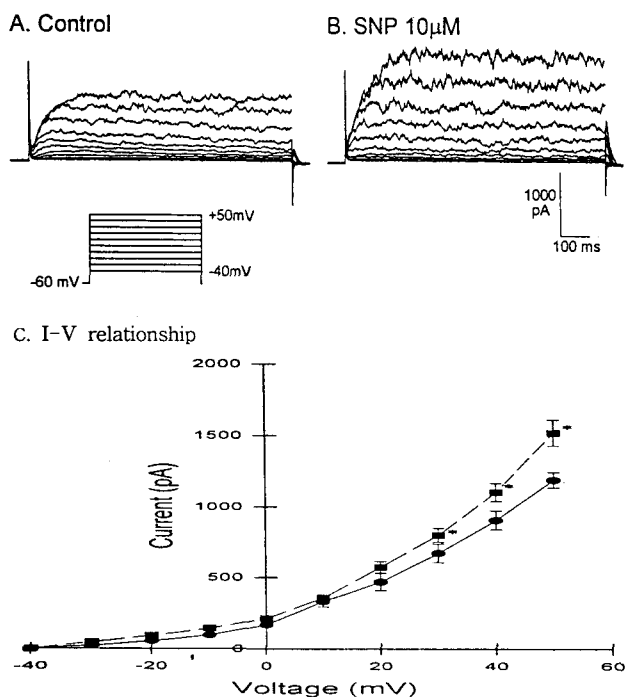 A. Control
B. SNP 10μM
+50mV
-40mV
-60 mV
1000
pA
100 ms
C. I-V relationship
2000
1500
1000
500
0
Current (pA)
-40
-20
0
20
40
60
Voltage (mV)
*
*
*